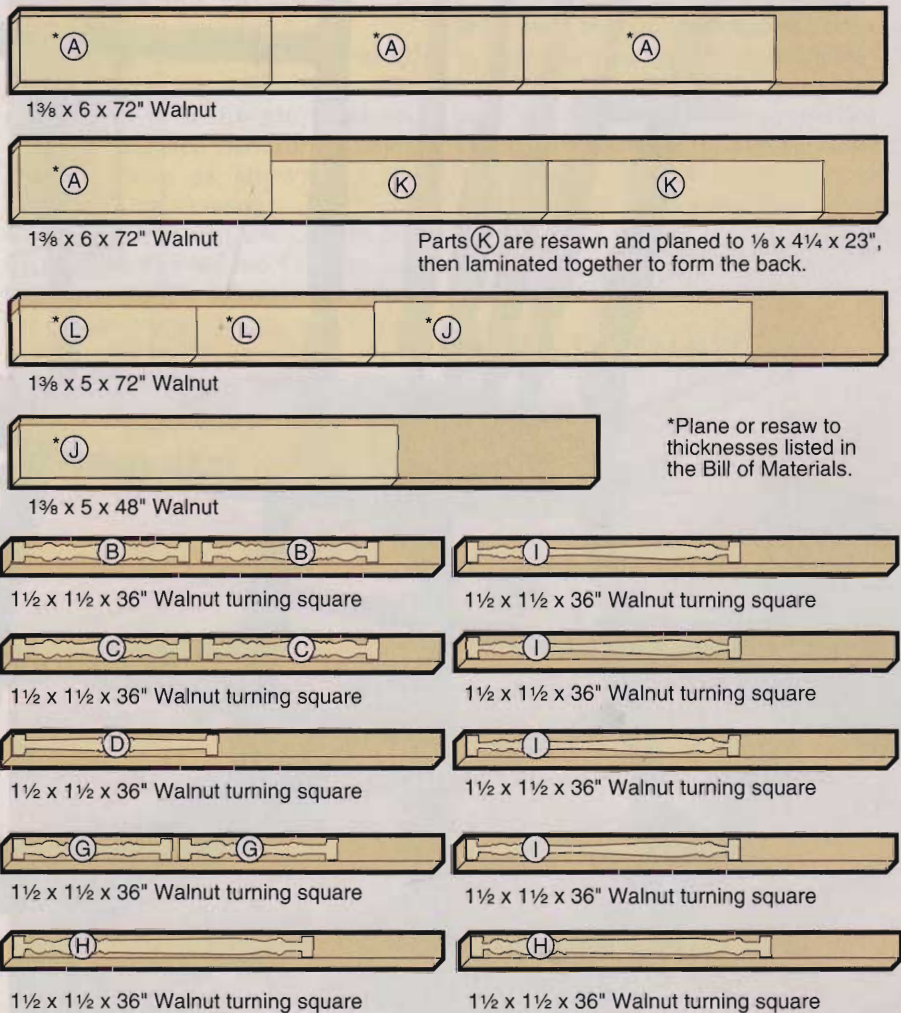 *A *A *A
1⅜ x 6 x 72" Walnut
*A K K
1⅜ x 6 x 72" Walnut
Parts K are resawn and planed to ⅛ x 4¼ x 23",
then laminated together to form the back.
*L *L *J
1⅜ x 5 x 72" Walnut
*J
1⅜ x 5 x 48" Walnut
*Plane or resaw to
thicknesses listed in
the Bill of Materials.
B B I
1½ x 1½ x 36" Walnut turning square
1½ x 1½ x 36" Walnut turning square
C C I
1½ x 1½ x 36" Walnut turning square
1½ x 1½ x 36" Walnut turning square
D I
1½ x 1½ x 36" Walnut turning square
1½ x 1½ x 36" Walnut turning square
G G I
1½ x 1½ x 36" Walnut turning square
1½ x 1½ x 36" Walnut turning square
H H
1½ x 1½ x 36" Walnut turning square
1½ x 1½ x 36" Walnut turning square